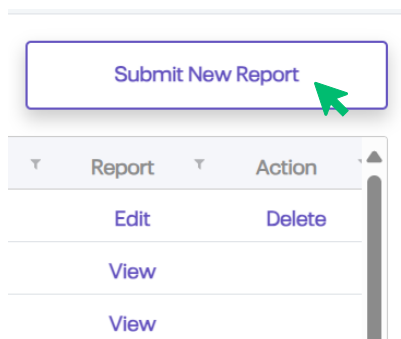 Submit New Report
Report Action
Edit Delete
View
View